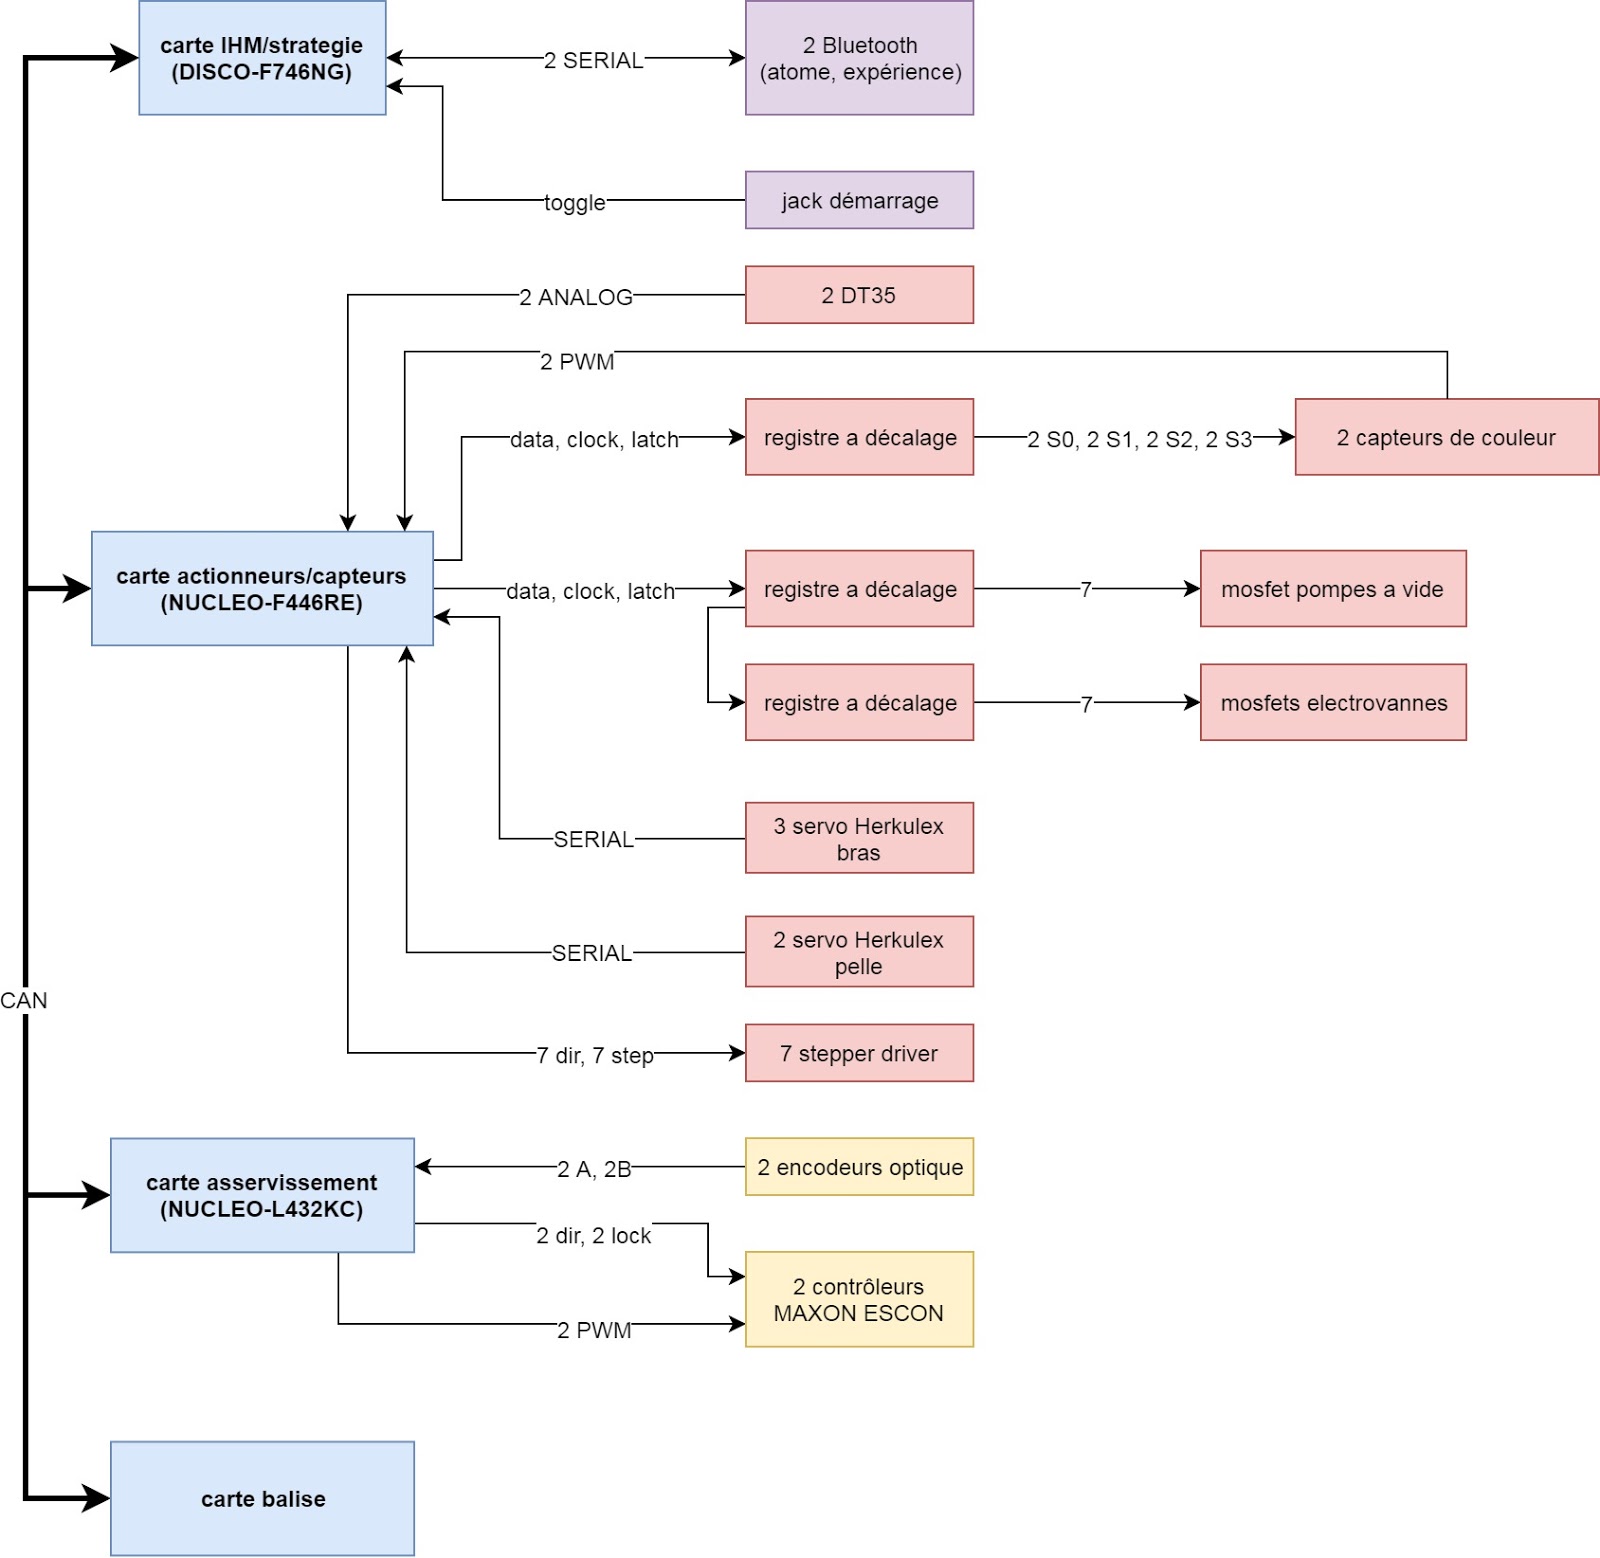 carte IHM/strategie
(DISCO-F746NG)
2 SERIAL
2 Bluetooth
(atome, expérience)
toggle
jack démarrage
2 ANALOG
2 DT35
2 PWM
data, clock, latch
registre a décalage
2 S0, 2 S1, 2 S2, 2 S3
2 capteurs de couleur
carte actionneurs/capteurs
(NUCLEO-F446RE)
data, clock, latch
registre a décalage
7
mosfet pompes a vide
registre a décalage
7
mosfets electrovannes
SERIAL
3 servo Herkulex
bras
SERIAL
2 servo Herkulex
pelle
CAN
7 dir, 7 step
7 stepper driver
carte asservissement
(NUCLEO-L432KC)
2 A, 2B
2 encodeurs optique
2 dir, 2 lock
2 contrôleurs
MAXON ESCON
2 PWM
carte balise